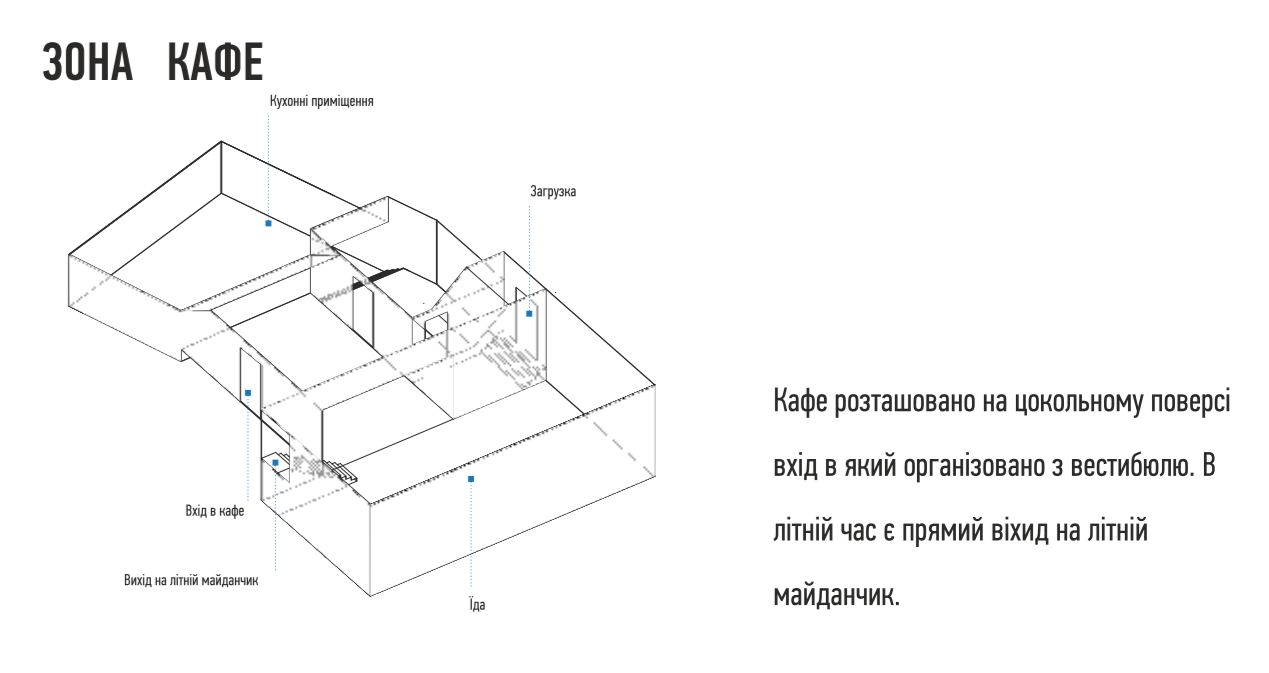 ЗОНА КАФЕ
Кухонні приміщення
Загрузка
Вхід в кафе
Вихід на літній майданчик
Їда
Кафе розташовано на цокольному поверсі
вхід в який організовано з вестибюлю. В
літній час є прямий віхид на літній
майданчик.